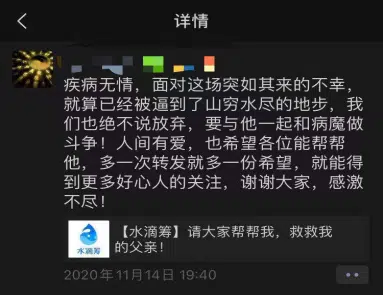 详情
疾病无情，面对这场突如其来的不幸，
就算已经被逼到了山穷水尽的地步，我
们也绝不说放弃，要与他一起和病魔做
斗争！人间有爱，也希望各位能帮帮
他，多一次转发就多一份希望，就能得
到更多好心人的关注，谢谢大家，感激
不尽！
水滴筹
【水滴筹】请大家帮帮我，救救我
的父亲！
2020年11月14日 19:40